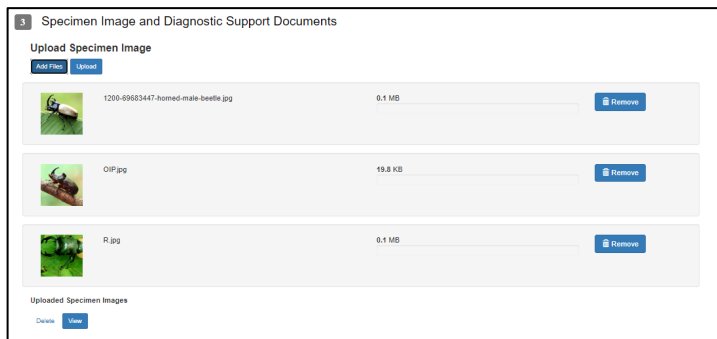 3 Specimen Image and Diagnostic Support Documents
Upload Specimen Image
Add Files Upload
1200-69683447-horned-male-beetle.jpg 0.1 MB Remove
OIP.jpg 19.8 KB Remove
R.jpg 0.1 MB Remove
Uploaded Specimen Images
Delete View